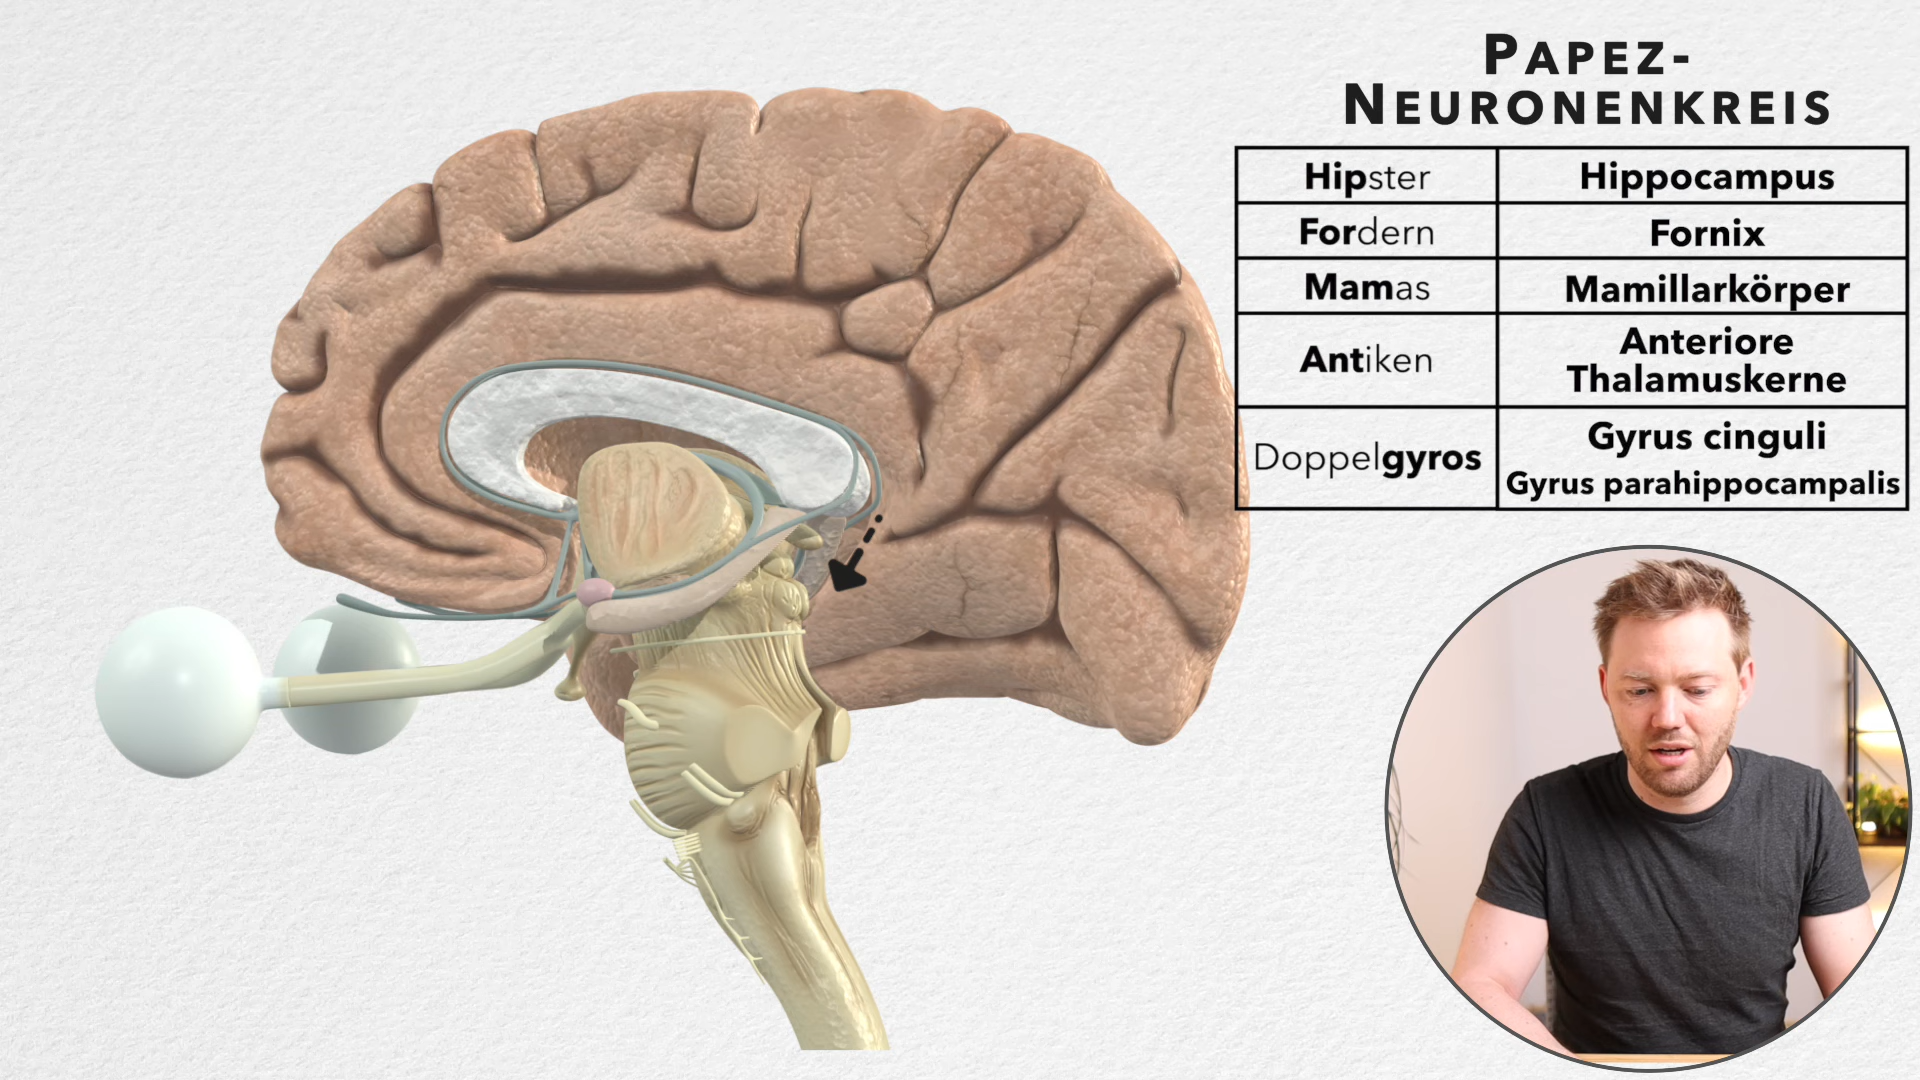 PAPEZ-
NEURONENKREIS
Hipster
Hippocampus
Fordern
Fornix
Mamas
Mamillarkörper
Antiken
Anteriore
Thalamuskerne
Doppelgyros
Gyrus cinguli
Gyrus parahippocampalis